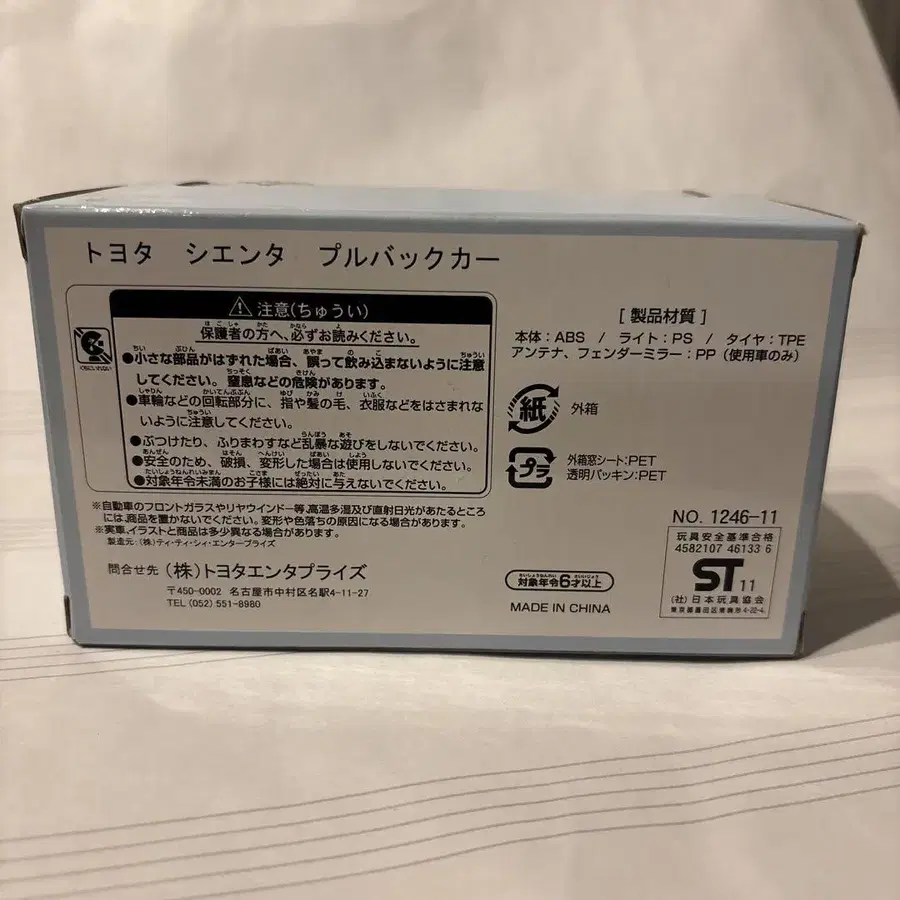 トヨタ シエンタ プルバックカー
くちにいれない
⚠ 注意(ちゅうい)
保護者の方へ、必ずお読みください。
●小さな部品がはずれた場合、誤って飲み込まないように注意
してください。窒息などの危険があります。
●車輪などの回転部分に、指や髪の毛、衣服などをはさまれな
いように注意してください。
●ぶつけたり、ふりまわすなど乱暴な遊びをしないでください。
●安全のため、破損、変形した場合は使用しないでください。
●対象年令未満のお子様には絶対に与えないでください。
※自動車のフロントガラスやリヤウインドー等、高温多湿及び直射日光があたるところ
には、商品を置かないでください。変形や色落ちの原因になる場合があります。
※実車、イラストと商品は多少異なる場合があります。
製造元:(株)ティ・ティ・シィ・エンタープライズ
問合せ先 (株)トヨタエンタプライズ
〒450-0002 名古屋市中村区名駅4-11-27
TEL (052) 551-8980
[ 製品材質 ]
本体:ABS / ライト:PS / タイヤ:TPE
アンテナ、フェンダーミラー:PP(使用車のみ)
紙 外箱
プラ 外箱窓シート:PET
透明パッキン:PET
対象年令6才以上
MADE IN CHINA
NO. 1246-11
玩具安全基準合格
4582107 46133 6
ST 11
(社)日本玩具協会
東京都墨田区東駒形4-22-4